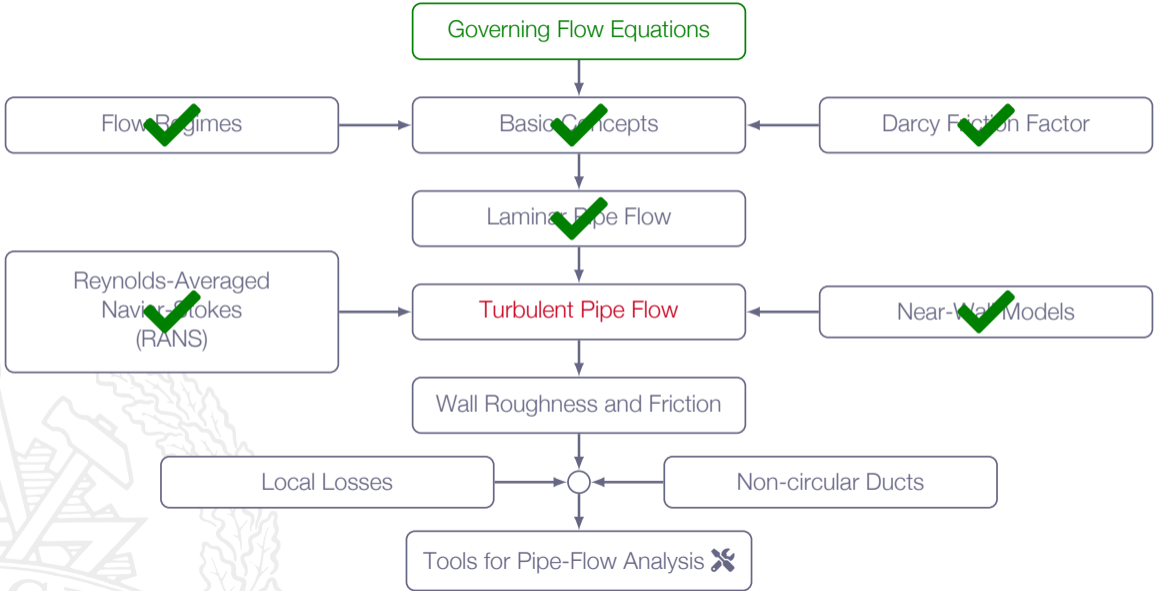 Governing Flow Equations
Flow Regimes
Basic Concepts
Darcy Friction Factor
Laminar Pipe Flow
Reynolds-Averaged
Navier-Stokes
(RANS)
Turbulent Pipe Flow
Near-Wall Models
Wall Roughness and Friction
Local Losses
Non-circular Ducts
Tools for Pipe-Flow Analysis